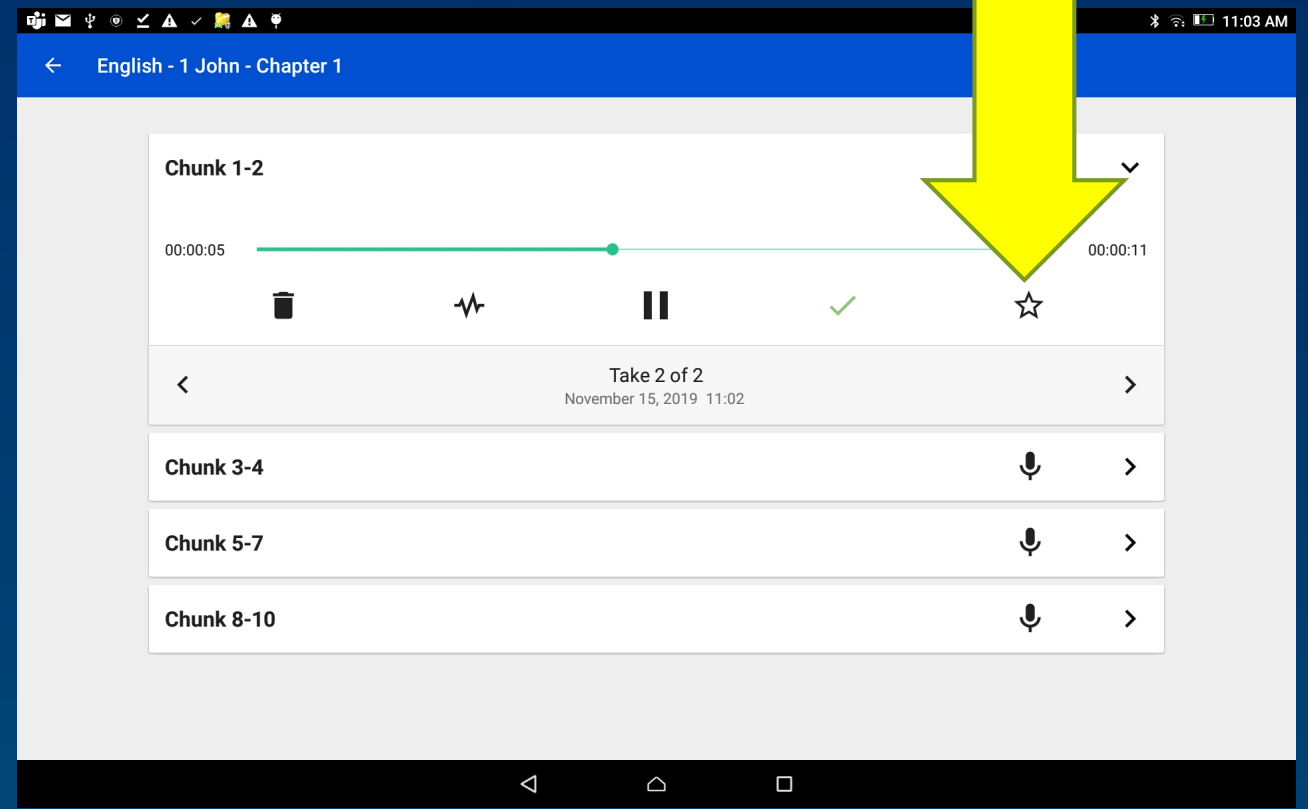 11:03 AM
English - 1 John - Chapter 1
Chunk 1-2
00:00:05
00:00:11
Take 2 of 2
November 15, 2019 11:02
Chunk 3-4
Chunk 5-7
Chunk 8-10